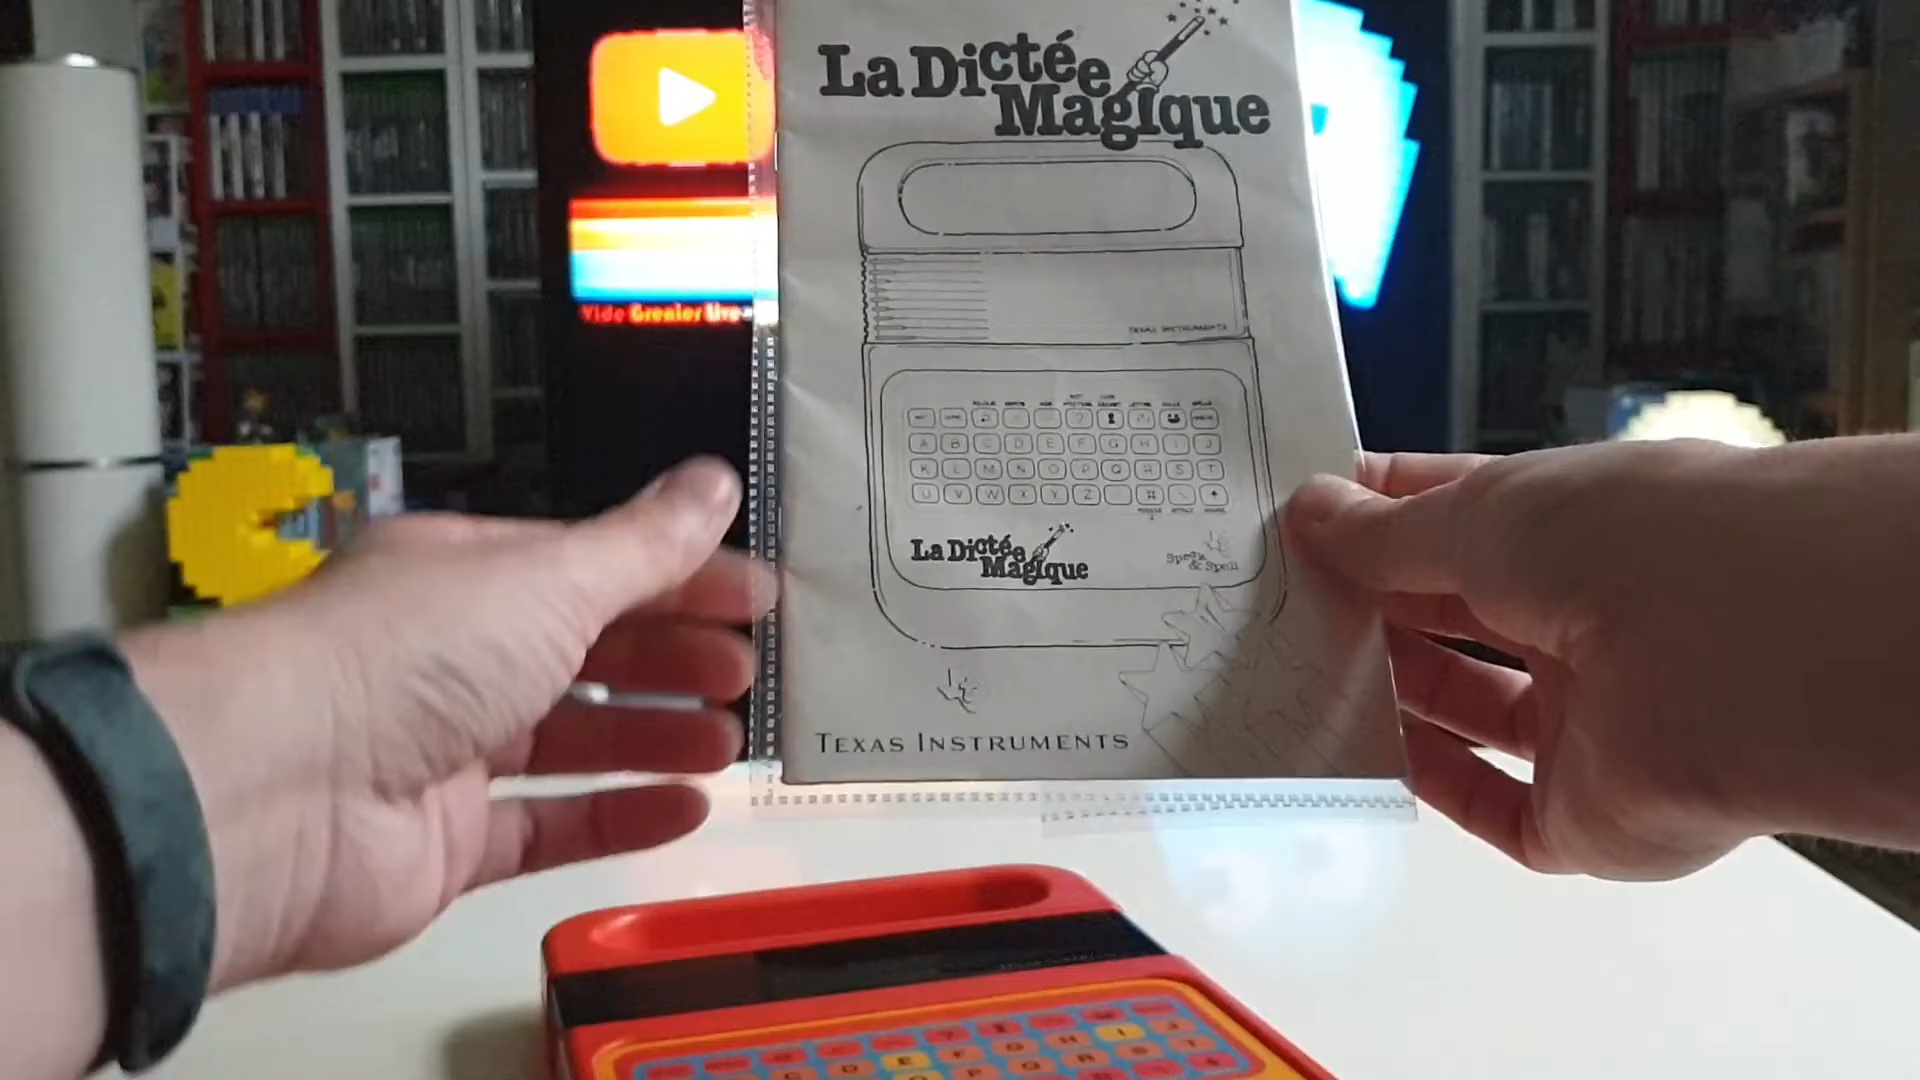 La Dictée
Magique
Vide Grenier Live
TEXAS INSTRUMENTS
A B C D E F G H I J
K L M N O P Q R S T
U V W X Y Z
La Dictée
Magique
Speak
& Spell
TEXAS INSTRUMENTS
C D E F G H I J
P Q R S T